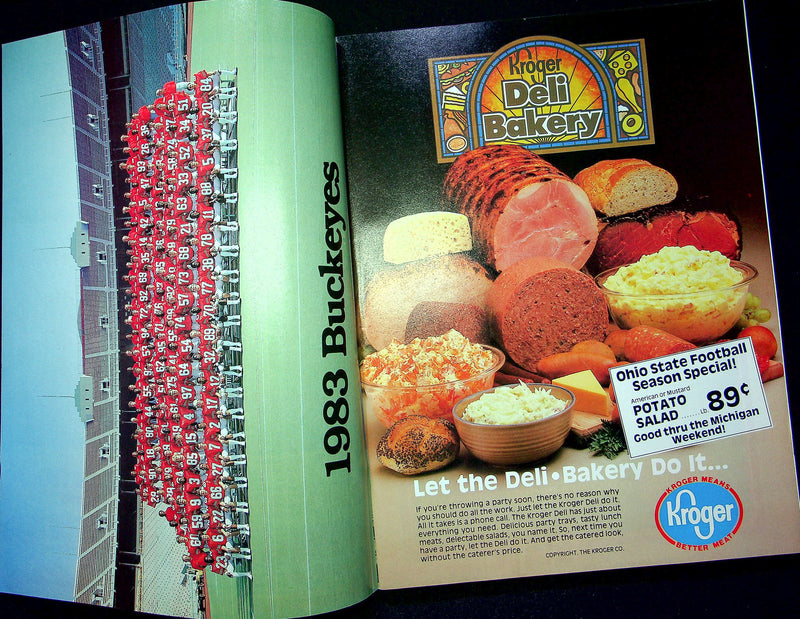 1983 Buckeyes
Kroger
Deli
Bakery
Ohio State Football
Season Special!
American or Mustard
POTATO
SALAD ...... Lb. 89¢
Good thru the Michigan
Weekend!
Let the Deli • Bakery Do It...
If you're throwing a party soon, there's no reason why
you should do all the work. Just let the Kroger Deli do it.
All it takes is a phone call. The Kroger Deli has just about
everything you need. Delicious party trays, tasty lunch
meats, delectable salads, you name it. So, next time you
have a party, let the Deli do it. And get the catered look,
without the caterer's price.
COPYRIGHT. THE KROGER CO.
KROGER MEANS
Kroger
BETTER MEAT